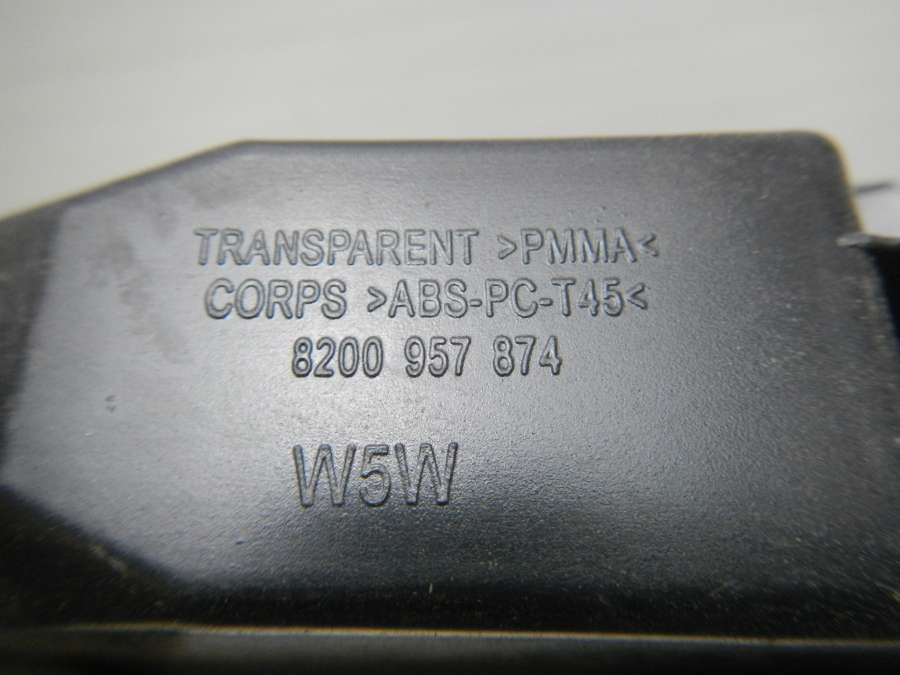 TRANSPARENT >PMMA<
CORPS >ABS-PC-T45<
8200 957 874
W5W